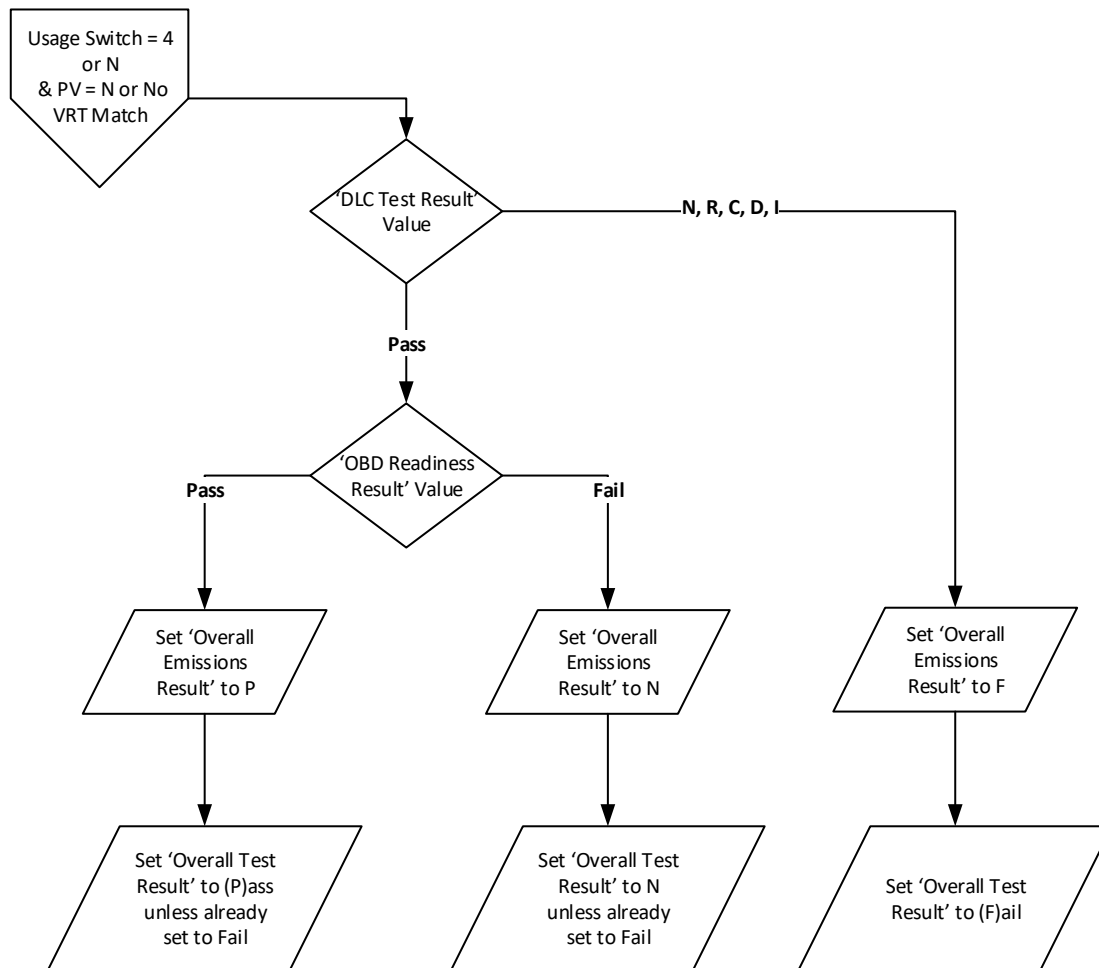 Usage Switch = 4
or N
& PV = N or No
VRT Match
‘DLC Test Result’
Value
N, R, C, D, I
Pass
‘OBD Readiness
Result’ Value
Pass
Fail
Set ‘Overall
Emissions
Result’ to P
Set ‘Overall
Emissions
Result’ to N
Set ‘Overall
Emissions
Result’ to F
Set ‘Overall Test
Result’ to (P)ass
unless already
set to Fail
Set ‘Overall Test
Result’ to N
unless already
set to Fail
Set ‘Overall Test
Result’ to (F)ail